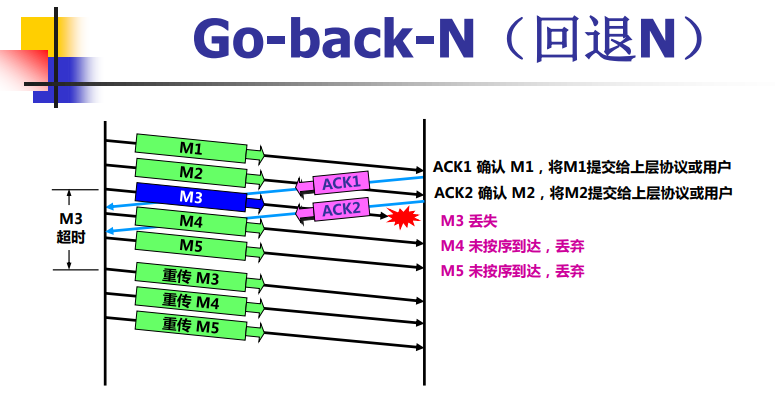 Go-back-N（回退N）
M1
M2
M3
M4
M5
重传 M3
重传 M4
重传 M5
ACK1
ACK2
M3
超时
ACK1 确认 M1，将M1提交给上层协议或用户
ACK2 确认 M2，将M2提交给上层协议或用户
M3 丢失
M4 未按序到达，丢弃
M5 未按序到达，丢弃